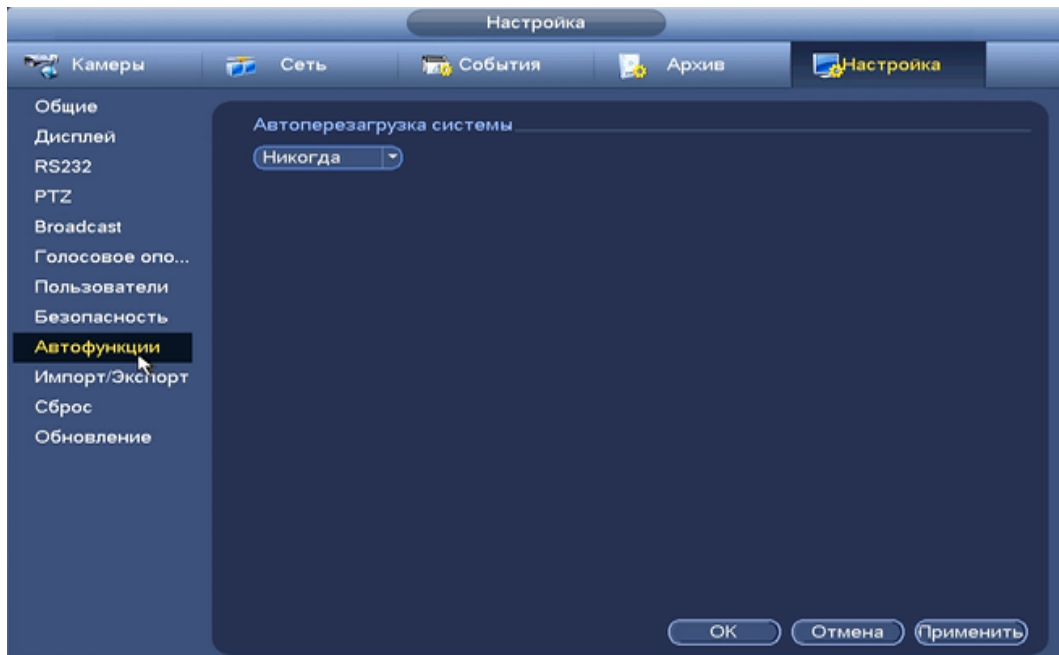 Настройка
Камеры Сеть События Архив Настройка
Общие
Дисплей
RS232
PTZ
Broadcast
Голосовое опо...
Пользователи
Безопасность
Автофункции
Импорт/Экспорт
Сброс
Обновление
Автоперезагрузка системы
Никогда
OK Отмена Применить